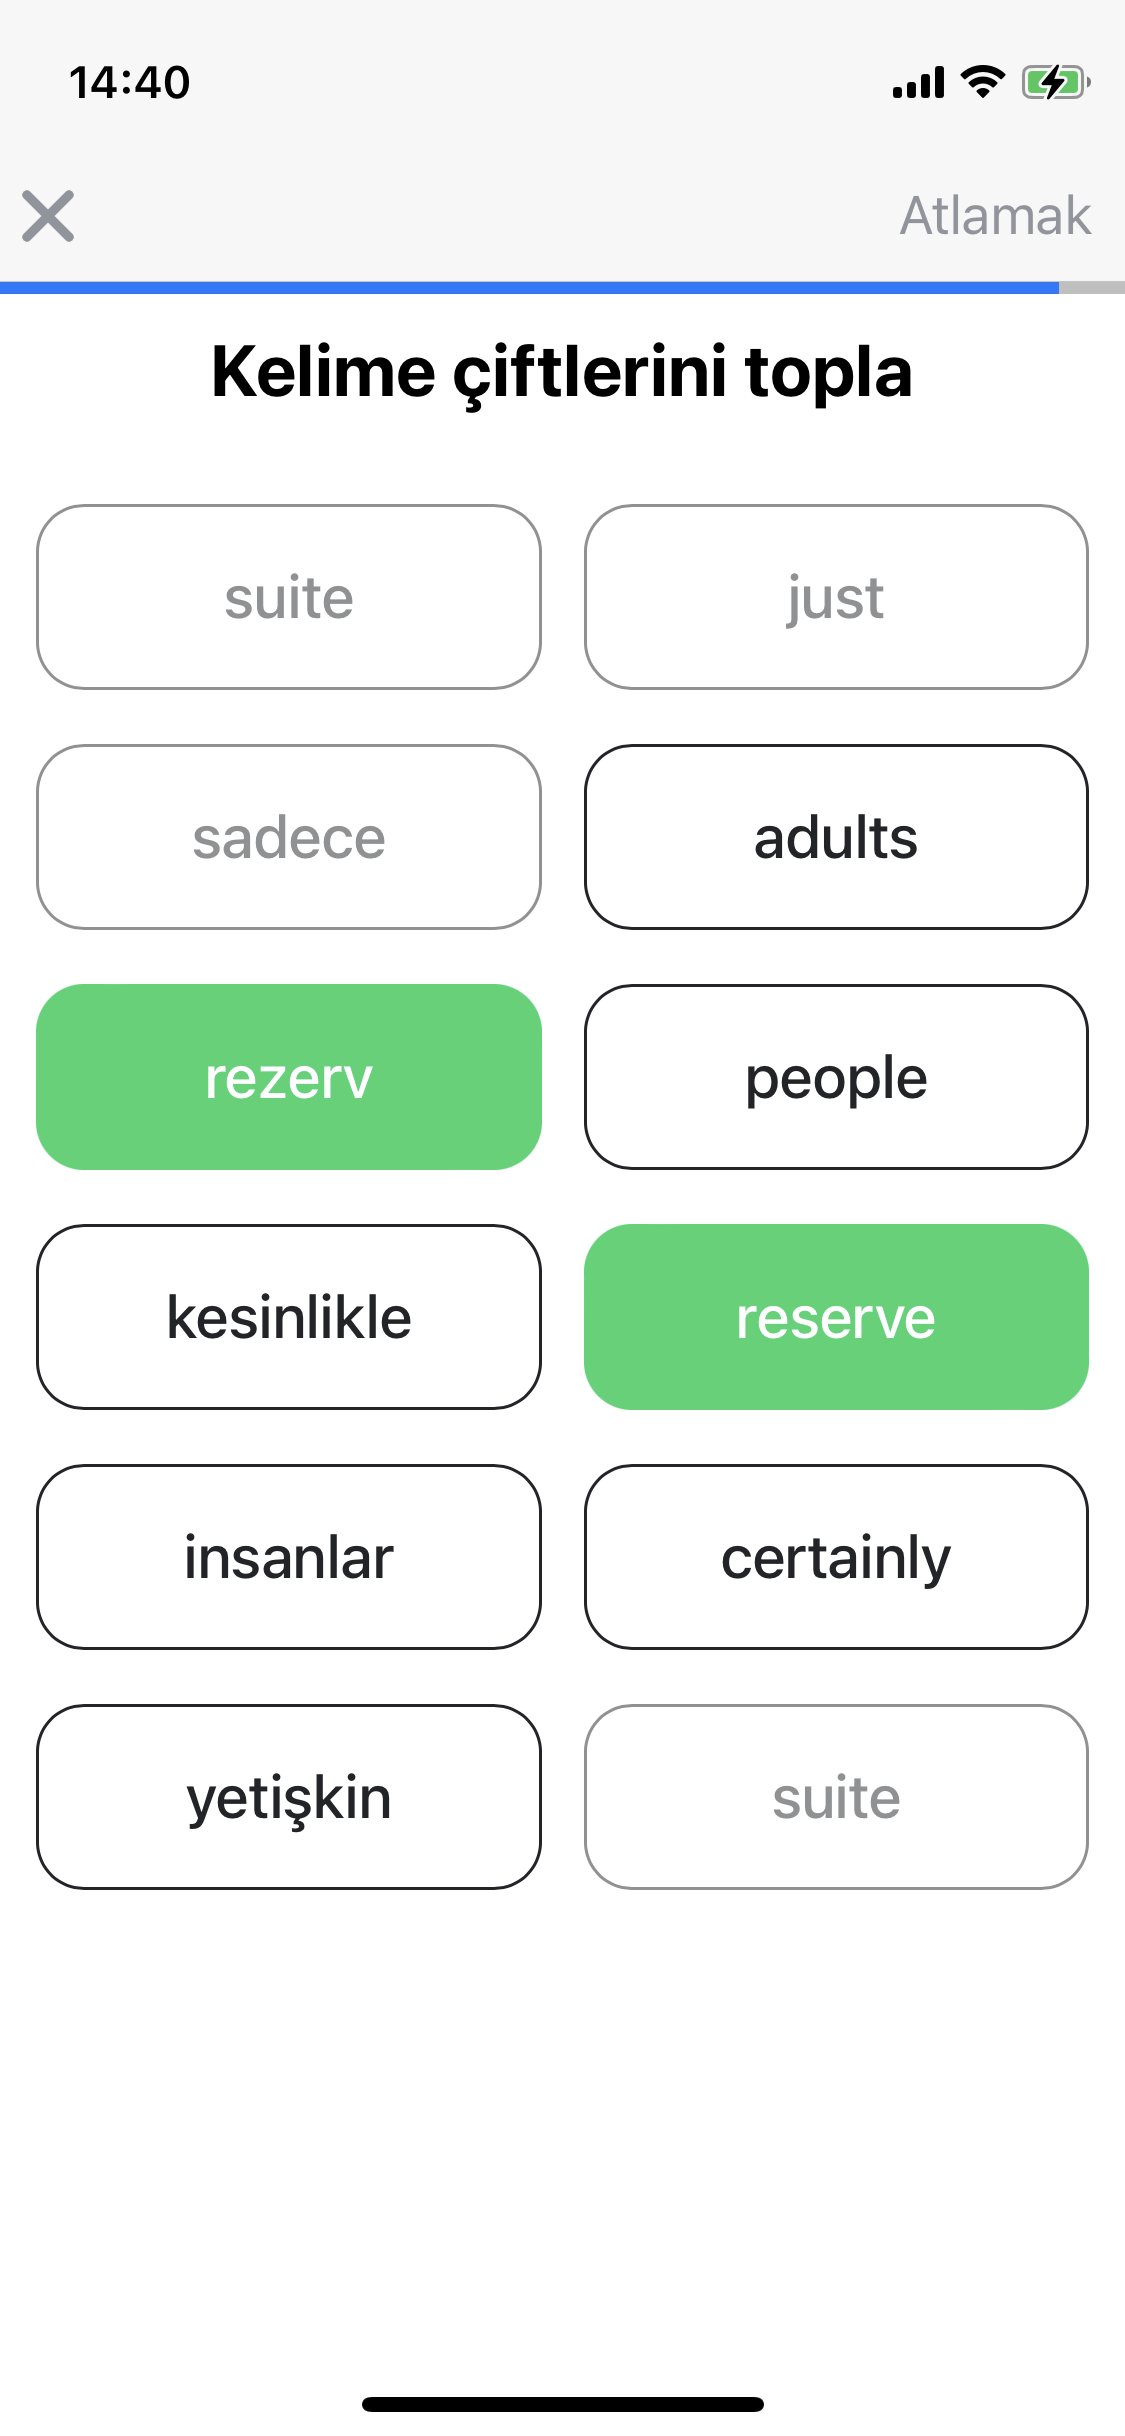 14:40
Atlamak
Kelime çiftlerini topla
suite just
sadece adults
rezerv people
kesinlikle reserve
insanlar certainly
yetişkin suite